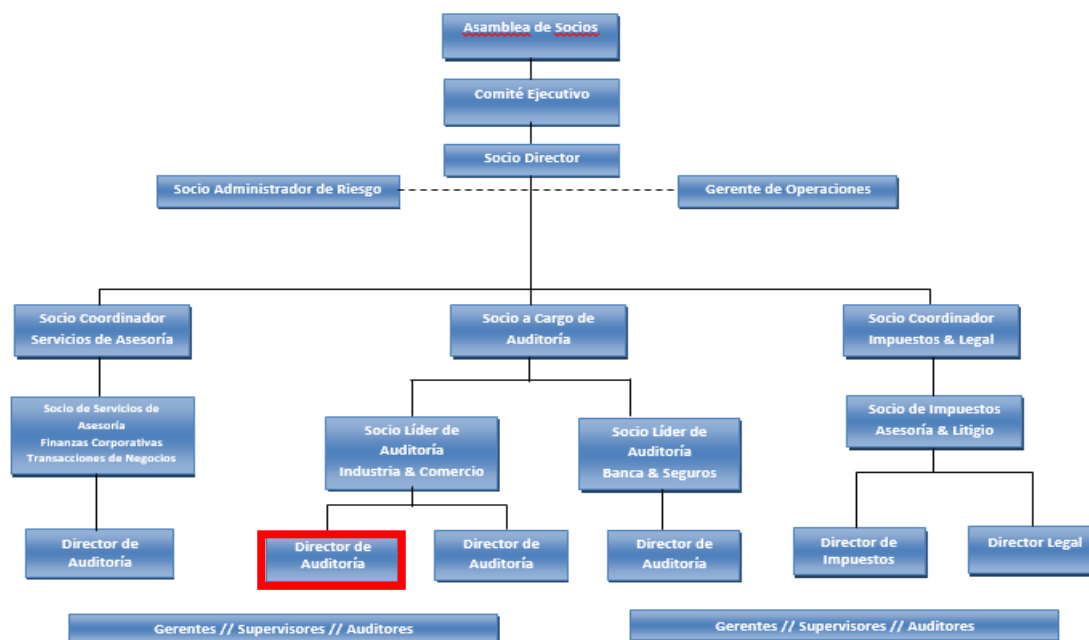 Asamblea de Socios
Comité Ejecutivo
Socio Director
Socio Administrador de Riesgo
Gerente de Operaciones
Socio Coordinador
Servicios de Asesoría
Socio a Cargo de
Auditoría
Socio Coordinador
Impuestos & Legal
Socio de Servicios de
Asesoría
Finanzas Corporativas
Transacciones de Negocios
Socio Líder de
Auditoría
Industria & Comercio
Socio Líder de
Auditoría
Banca & Seguros
Socio de Impuestos
Asesoría & Litigio
Director de
Auditoría
Director de
Auditoría
Director de
Auditoría
Director de
Auditoría
Director de
Impuestos
Director Legal
Gerentes // Supervisores // Auditores
Gerentes // Supervisores // Auditores